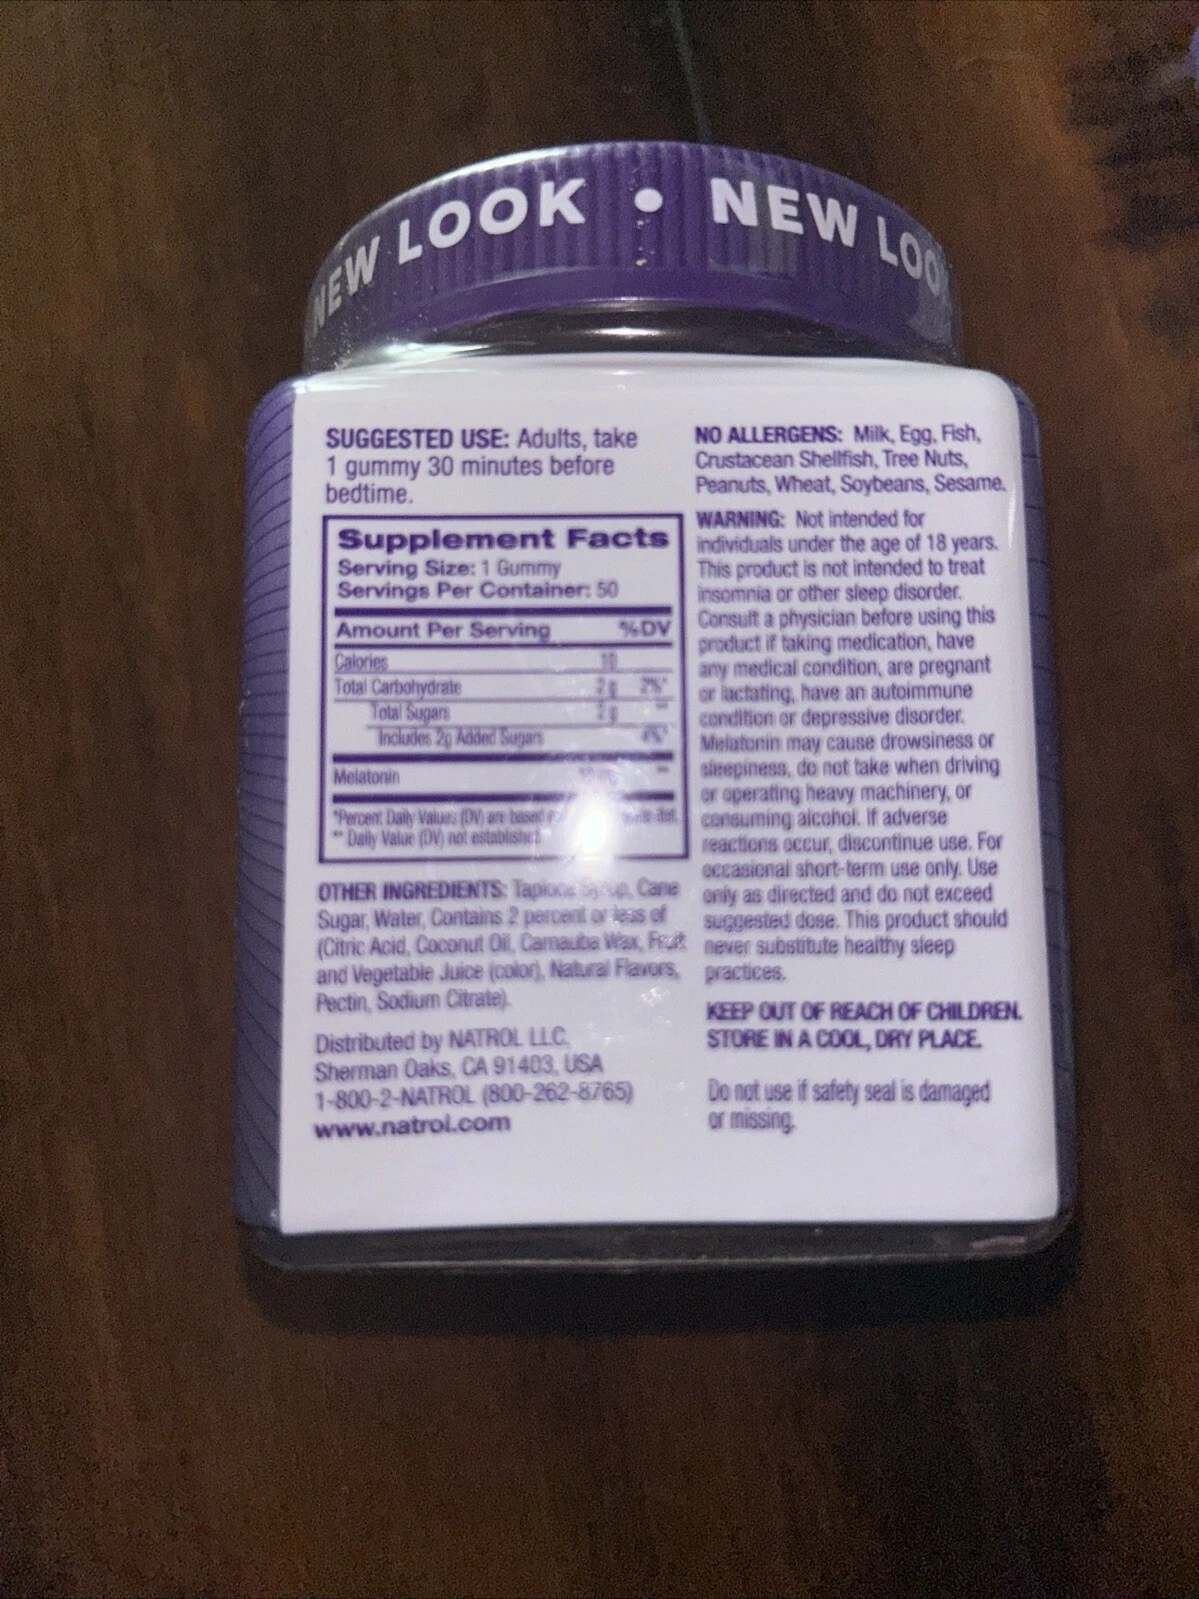 NEW LOOK • NEW LOO
SUGGESTED USE: Adults, take
1 gummy 30 minutes before
bedtime.
Supplement Facts
Serving Size: 1 Gummy
Servings Per Container: 50
Amount Per Serving %DV
Calories 10
Total Carbohydrate 2g 2%*
Total Sugars 2g **
Includes 2g Added Sugars 4%*
Melatonin **
*Percent Daily Values (DV) are based
** Daily Value (DV) not established
OTHER INGREDIENTS: Tapioca Syrup, Cane
Sugar, Water, Contains 2 percent or less of
(Citric Acid, Coconut Oil, Carnauba Wax, Fruit
and Vegetable Juice (color), Natural Flavors,
Pectin, Sodium Citrate).
Distributed by NATROL LLC,
Sherman Oaks, CA 91403, USA
1-800-2-NATROL (800-262-8765)
www.natrol.com
NO ALLERGENS: Milk, Egg, Fish,
Crustacean Shellfish, Tree Nuts,
Peanuts, Wheat, Soybeans, Sesame.
WARNING: Not intended for
individuals under the age of 18 years.
This product is not intended to treat
insomnia or other sleep disorder.
Consult a physician before using this
product if taking medication, have
any medical condition, are pregnant
or lactating, have an autoimmune
condition or depressive disorder.
Melatonin may cause drowsiness or
sleepiness, do not take when driving
or operating heavy machinery, or
consuming alcohol. If adverse
reactions occur, discontinue use. For
occasional short-term use only. Use
only as directed and do not exceed
suggested dose. This product should
never substitute healthy sleep
practices.
KEEP OUT OF REACH OF CHILDREN.
STORE IN A COOL, DRY PLACE.
Do not use if safety seal is damaged
or missing.